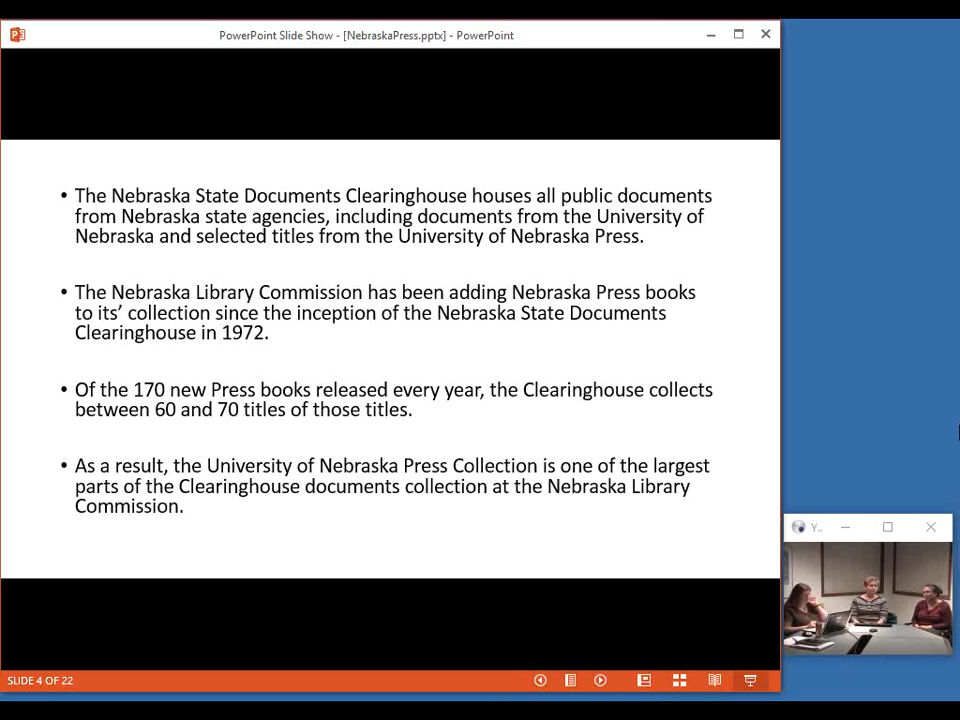 PowerPoint Slide Show - [NebraskaPress.pptx] - PowerPoint
• The Nebraska State Documents Clearinghouse houses all public documents
from Nebraska state agencies, including documents from the University of
Nebraska and selected titles from the University of Nebraska Press.
• The Nebraska Library Commission has been adding Nebraska Press books
to its’ collection since the inception of the Nebraska State Documents
Clearinghouse in 1972.
• Of the 170 new Press books released every year, the Clearinghouse collects
between 60 and 70 titles of those titles.
• As a result, the University of Nebraska Press Collection is one of the largest
parts of the Clearinghouse documents collection at the Nebraska Library
Commission.
Y..
SLIDE 4 OF 22